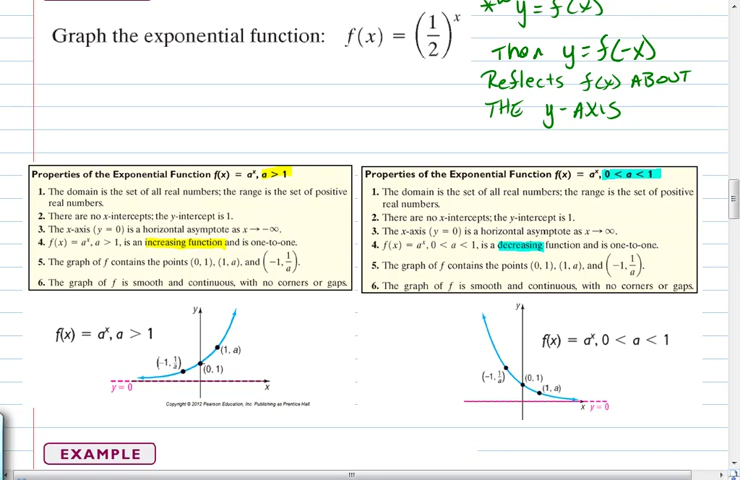 ** y = f(x)
Graph the exponential function: f(x) = (1/2)^x
Then y = f(-x)
Reflects f(x) ABOUT
THE y-AXIS
Properties of the Exponential Function f(x) = a^x, a > 1
1. The domain is the set of all real numbers; the range is the set of positive
real numbers.
2. There are no x-intercepts; the y-intercept is 1.
3. The x-axis (y = 0) is a horizontal asymptote as x → −∞.
4. f(x) = a^x, a > 1, is an increasing function and is one-to-one.
5. The graph of f contains the points (0, 1), (1, a), and (−1, 1/a).
6. The graph of f is smooth and continuous, with no corners or gaps.
Properties of the Exponential Function f(x) = a^x, 0 < a < 1
1. The domain is the set of all real numbers; the range is the set of positive
real numbers.
2. There are no x-intercepts; the y-intercept is 1.
3. The x-axis (y = 0) is a horizontal asymptote as x → ∞.
4. f(x) = a^x, 0 < a < 1, is a decreasing function and is one-to-one.
5. The graph of f contains the points (0, 1), (1, a), and (−1, 1/a).
6. The graph of f is smooth and continuous, with no corners or gaps.
f(x) = a^x, a > 1
y
(1, a)
(−1, 1/a)
(0, 1)
y = 0
x
Copyright © 2012 Pearson Education, Inc. Publishing as Prentice Hall.
y
f(x) = a^x, 0 < a < 1
(−1, 1/a)
(0, 1)
(1, a)
x y = 0
EXAMPLE